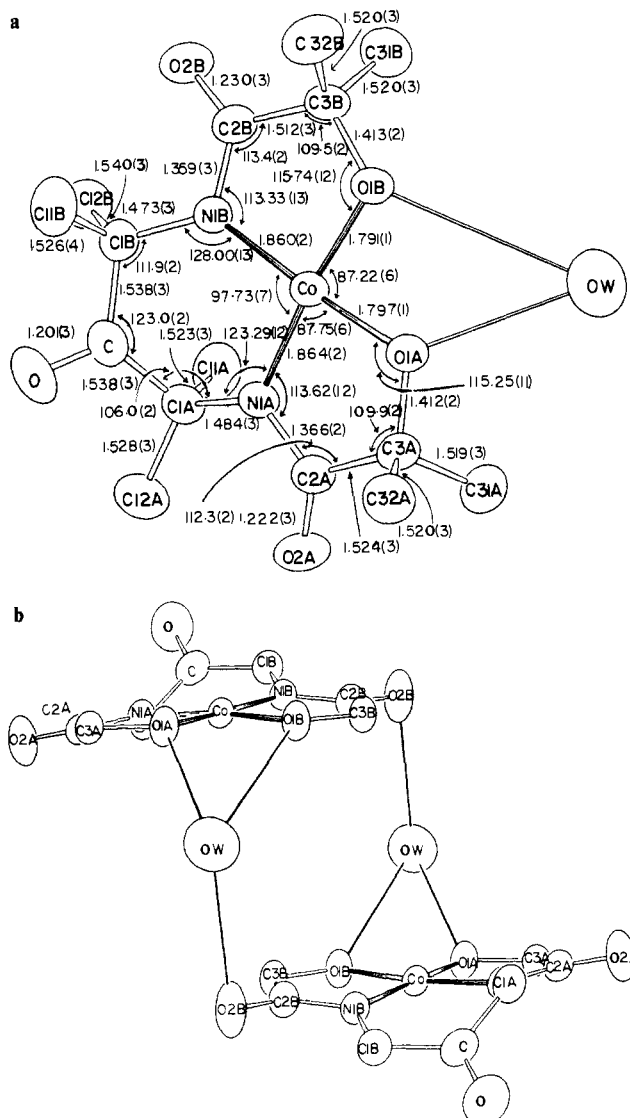 a
1.520(3)
C32B
C31B
O2B
1.230(3)
C3B
1.520(3)
C2B
1.512(3)
1.413(2)
109.5(2)
113.4(2)
1.540(3)
1.359(3)
115.74(12)
O1B
C12B
C11B
1.473(3)
N1B
113.33(13)
C1B
1.526(4)
111.9(2)
128.00(13)
1.860(2)
1.791(1)
1.538(3)
97.73(7)
Co
87.22(6)
OW
1.201(3)
C
123.0(2)
1.523(3)
123.29(12)
87.75(6)
1.797(1)
O
1.864(2)
O1A
1.538(3)
C11A
106.0(2)
C1A
N1A
113.62(12)
115.25(11)
1.484(3)
109.9(2)
1.412(2)
1.528(3)
1.366(2)
C3A
1.519(3)
C12A
C2A
C32A
C31A
112.3(2)
1.222(3)
1.520(3)
O2A
1.524(3)
b
O
C
C1B
C2A
N1A
Co
N1B
C2B
O2B
O2A
C3A
O1A
O1B
C3B
OW
OW
O1B
O1A
C3A
C2A
C3B
Co
C1A
O2B
C2B
N1B
C1B
C
O